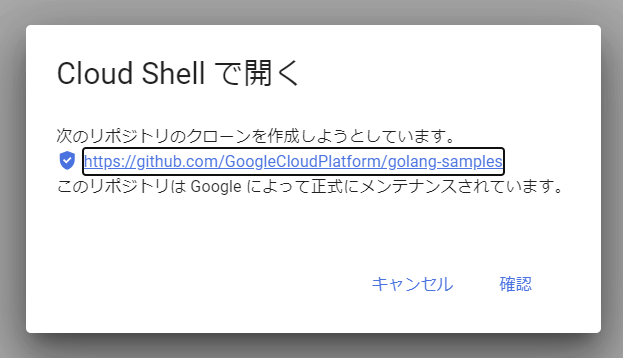 Cloud Shell で開く
次のリポジトリのクローンを作成しようとしています。
https://github.com/GoogleCloudPlatform/golang-samples
このリポジトリは Google によって正式にメンテナンスされています。
キャンセル 確認